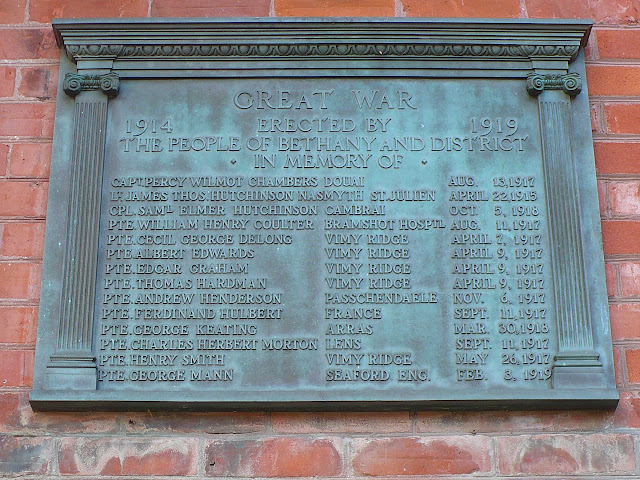 GREAT WAR
1914 ERECTED BY 1919
THE PEOPLE OF BETHANY AND DISTRICT
IN MEMORY OF
CAPT. PERCY WILMOT CHAMBERS DOUAI AUG. 13, 1917
LT. JAMES THOS. HUTCHINSON NASMYTH ST. JULIEN APRIL 22, 1915
CPL. SAML ELMER HUTCHINSON CAMBRAI OCT. 5, 1918
PTE. WILLIAM HENRY COULTER BRAMSHOT HOSPTL AUG. 11, 1917
PTE. CECIL GEORGE DELONG VIMY RIDGE APRIL 7, 1917
PTE. ALBERT EDWARDS VIMY RIDGE APRIL 9, 1917
PTE. EDGAR GRAHAM VIMY RIDGE APRIL 9, 1917
PTE. THOMAS HARDMAN VIMY RIDGE APRIL 9, 1917
PTE. ANDREW HENDERSON PASSCHENDAELE NOV. 6, 1917
PTE. FERDINAND HULBERT FRANCE SEPT. 11, 1917
PTE. GEORGE KEATING ARRAS MAR. 30, 1918
PTE. CHARLES HERBERT MORTON LENS SEPT. 11, 1917
PTE. HENRY SMITH VIMY RIDGE MAY 26, 1917
PTE. GEORGE MANN SEAFORD ENG. FEB. 3, 1919